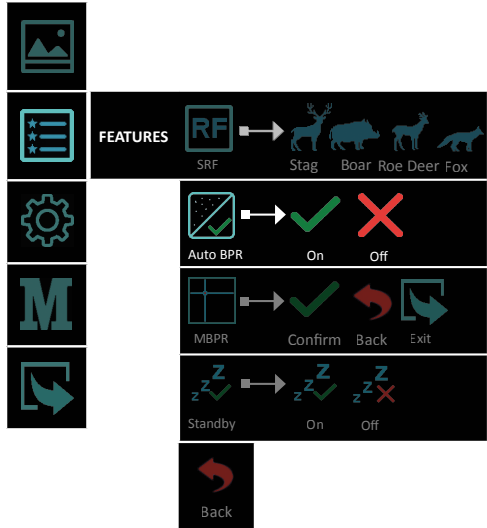 FEATURES
RF
SRF
Stag
Boar
Roe Deer
Fox
Auto BPR
On
Off
M
MBPR
Confirm
Back
Exit
z z Z
Standby
z z Z
On
z z Z
Off
Back